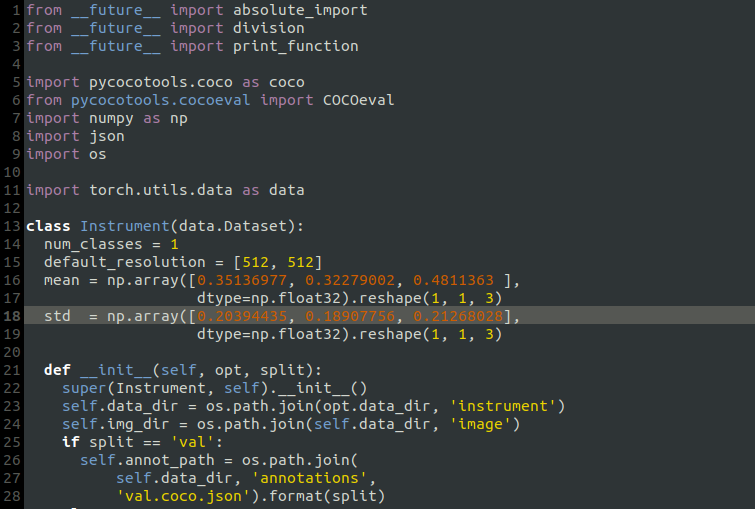 1 from __future__ import absolute_import
2 from __future__ import division
3 from __future__ import print_function
4
5 import pycocotools.coco as coco
6 from pycocotools.cocoeval import COCOeval
7 import numpy as np
8 import json
9 import os
10
11 import torch.utils.data as data
12
13 class Instrument(data.Dataset):
14   num_classes = 1
15   default_resolution = [512, 512]
16   mean = np.array([0.35136977, 0.32279002, 0.4811363 ],
17                    dtype=np.float32).reshape(1, 1, 3)
18   std  = np.array([0.20394435, 0.18907756, 0.21268028],
19                    dtype=np.float32).reshape(1, 1, 3)
20
21   def __init__(self, opt, split):
22     super(Instrument, self).__init__()
23     self.data_dir = os.path.join(opt.data_dir, 'instrument')
24     self.img_dir = os.path.join(self.data_dir, 'image')
25     if split == 'val':
26       self.annot_path = os.path.join(
27           self.data_dir, 'annotations',
28           'val.coco.json').format(split)